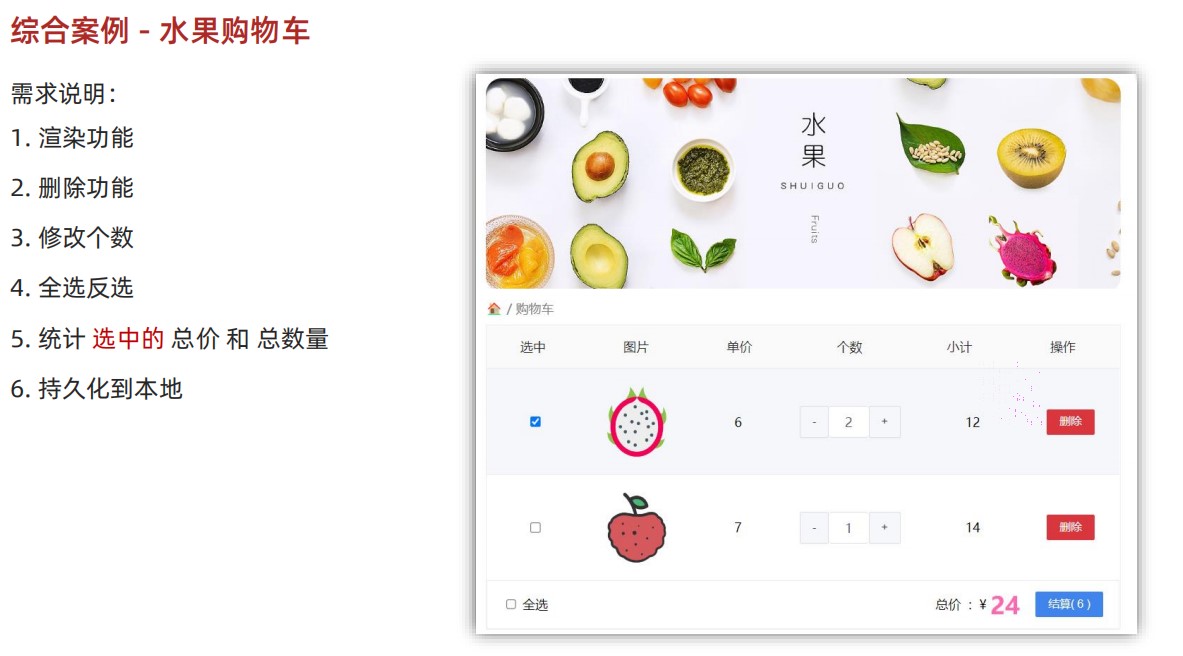 综合案例 - 水果购物车
需求说明：
1. 渲染功能
2. 删除功能
3. 修改个数
4. 全选反选
5. 统计 选中的 总价 和 总数量
6. 持久化到本地
水
果
SHUIGUO
Fruits
/ 购物车
选中 图片 单价 个数 小计 操作
6 - 2 + 12 删除
7 - 1 + 14 删除
全选 总价 : ¥ 24 结算( 6 )